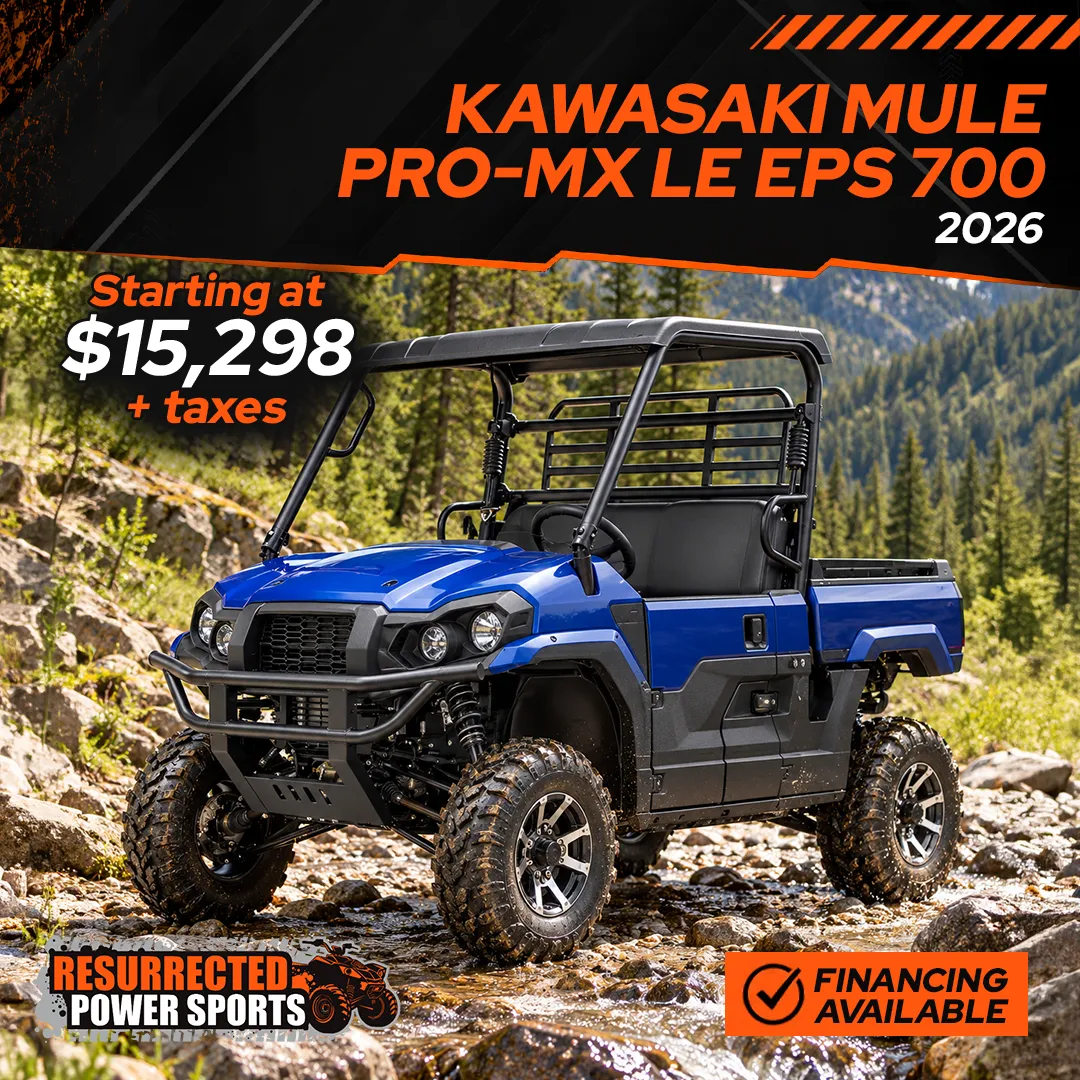 KAWASAKI MULE
PRO-MX LE EPS 700
2026
Starting at
$15,298
+ taxes
RESURRECTED
POWER SPORTS
FINANCING
AVAILABLE